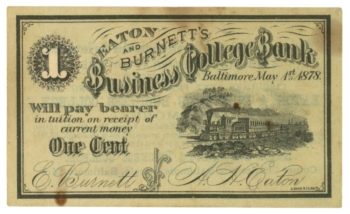 1
EATON
AND
BURNETT'S
Business College Bank
Baltimore May 1st. 1878.
Will pay bearer
in tuition on receipt of
current money
One Cent
E. Burnett
A. H. Eaton